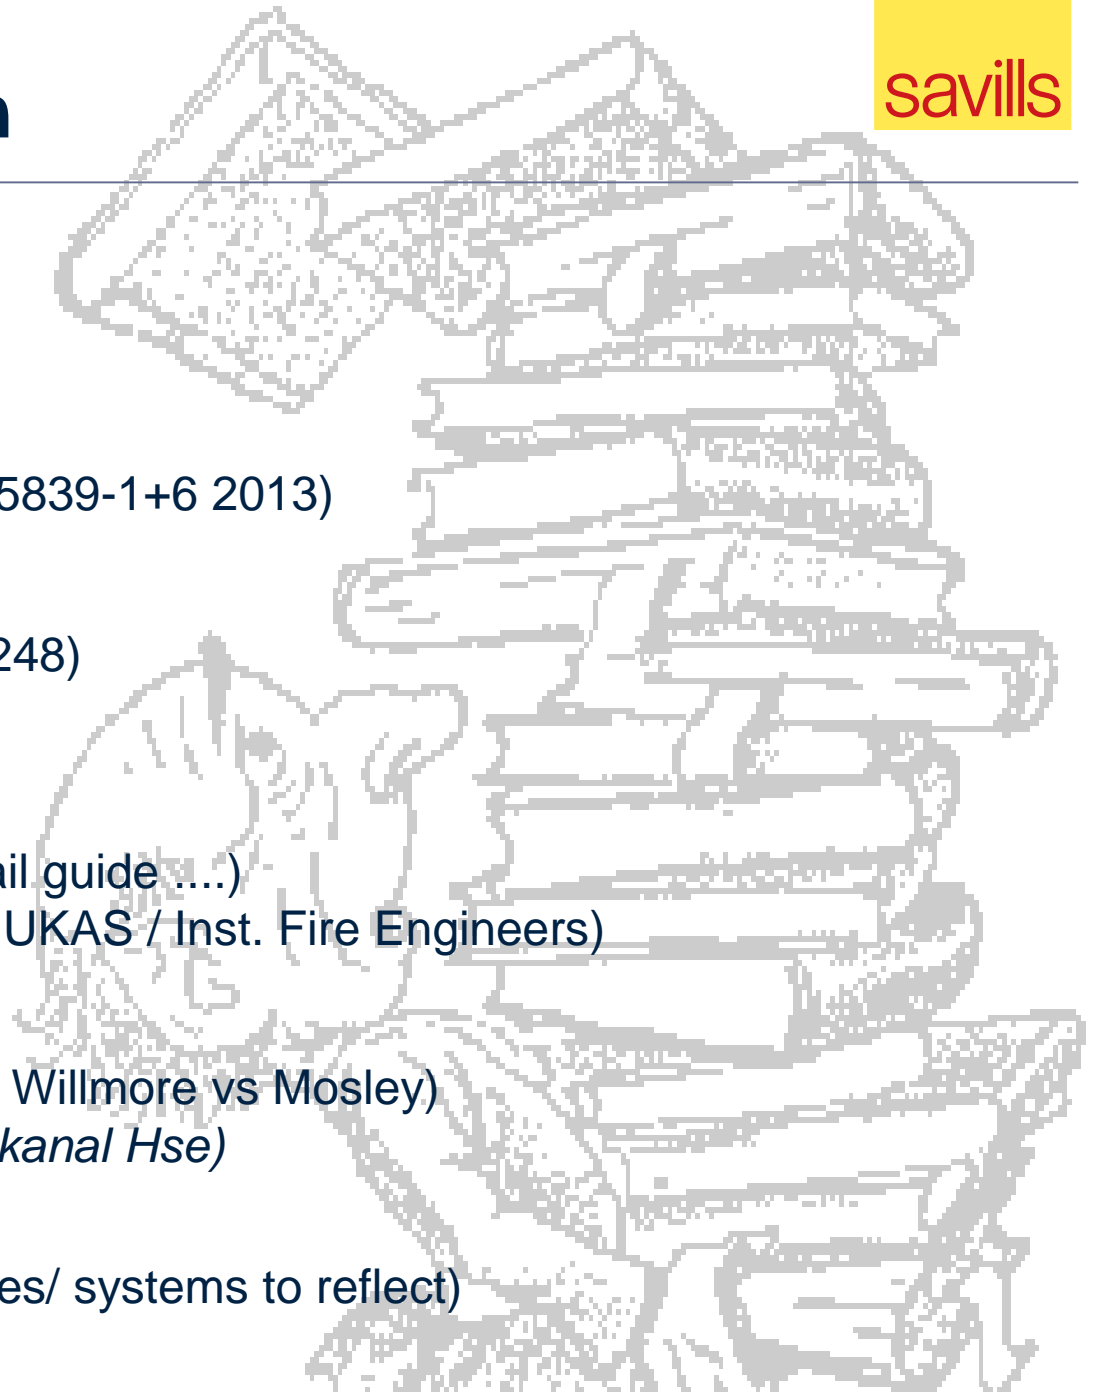 n
savills
5839-1+6 2013)
248)
ail guide ....)
UKAS / Inst. Fire Engineers)
Willmore vs Mosley)
kanal Hse)
es/ systems to reflect)